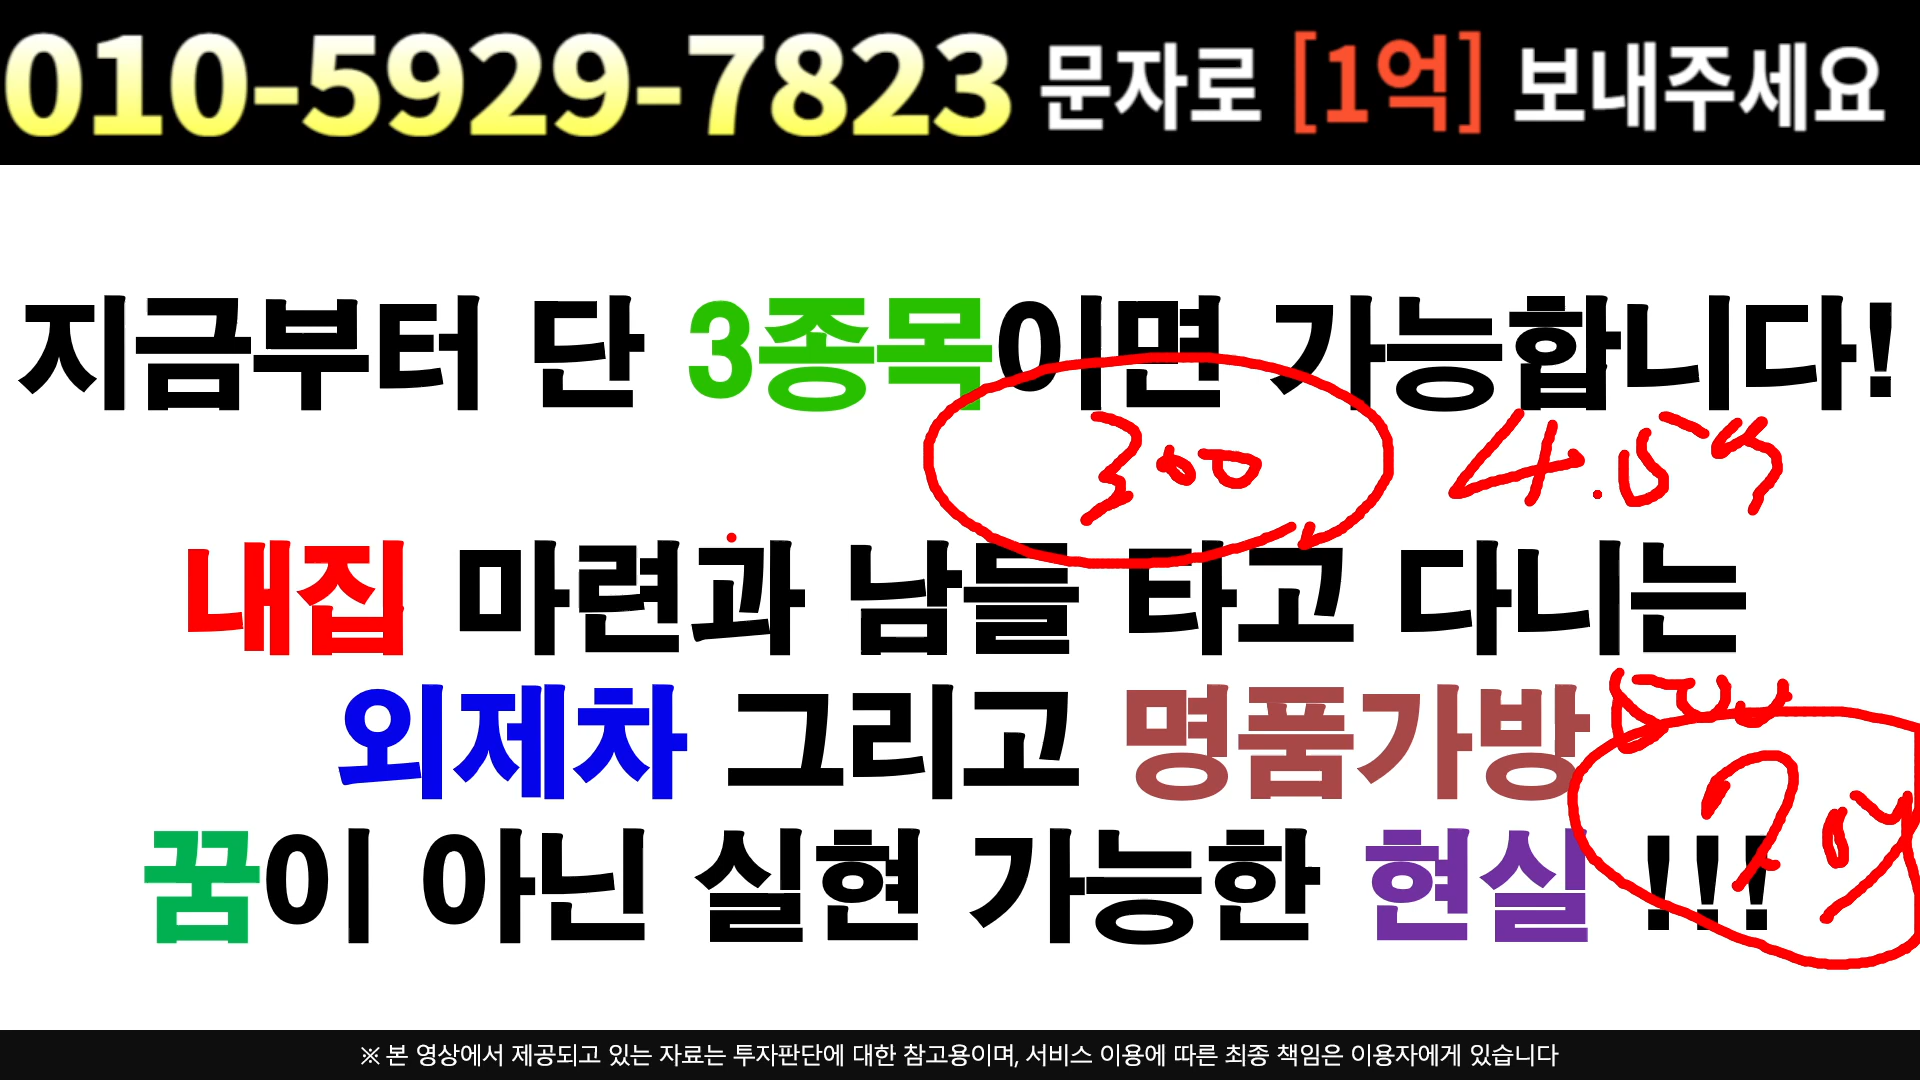 010-5929-7823 문자로 [1억] 보내주세요
지금부터 단 3종목이면 가능합니다!
300
내집 마련과 남들 타고 다니는
외제차 그리고 명품가방
500
꿈이 아닌 실현 가능한 현실 !!!
※ 본 영상에서 제공되고 있는 자료는 투자판단에 대한 참고용이며, 서비스 이용에 따른 최종 책임은 이용자에게 있습니다